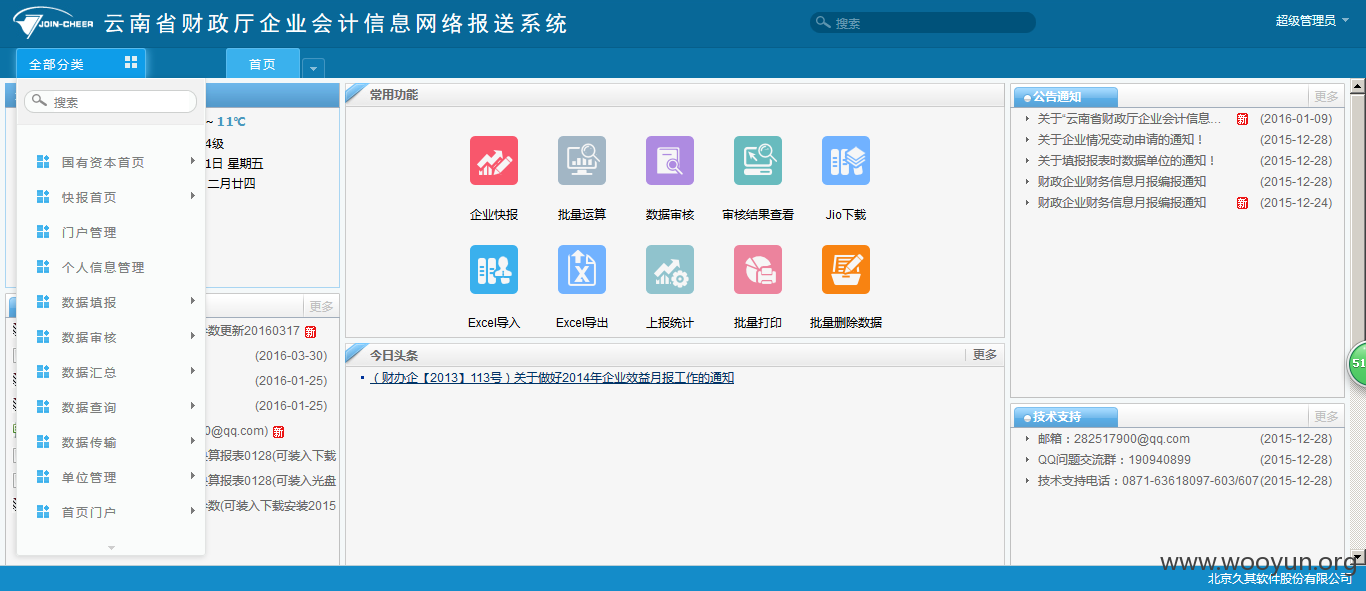 JOIN-CHEER 云南省财政厅企业会计信息网络报送系统
搜索
超级管理员
全部分类
首页
搜索
国有资本首页
快报首页
门户管理
个人信息管理
数据填报
数据审核
数据汇总
数据查询
数据传输
单位管理
首页门户
~ 11℃
4级
1日 星期五
二月廿四
更多
数更新20160317 新
(2016-03-30)
(2016-01-25)
(2016-01-25)
0@qq.com) 新
算报表0128(可装入下载
算报表0128(可装入光盘
数(可装入下载安装2015
常用功能
企业快报 批量运算 数据审核 审核结果查看 Jio下载
Excel导入 Excel导出 上报统计 批量打印 批量删除数据
今日头条 更多
（财办企【2013】113号）关于做好2014年企业效益月报工作的通知
公告通知 更多
关于“云南省财政厅企业会计信息... 新 (2016-01-09)
关于企业情况变动申请的通知！ (2015-12-28)
关于填报报表时数据单位的通知！ (2015-12-28)
财政企业财务信息月报编报通知 (2015-12-28)
财政企业财务信息月报编报通知 新 (2015-12-24)
51
技术支持 更多
邮箱：282517900@qq.com (2015-12-28)
QQ问题交流群：190940899 (2015-12-28)
技术支持电话：0871-63618097-603/607 (2015-12-28)
www.wooyun.org
北京久其软件股份有限公司